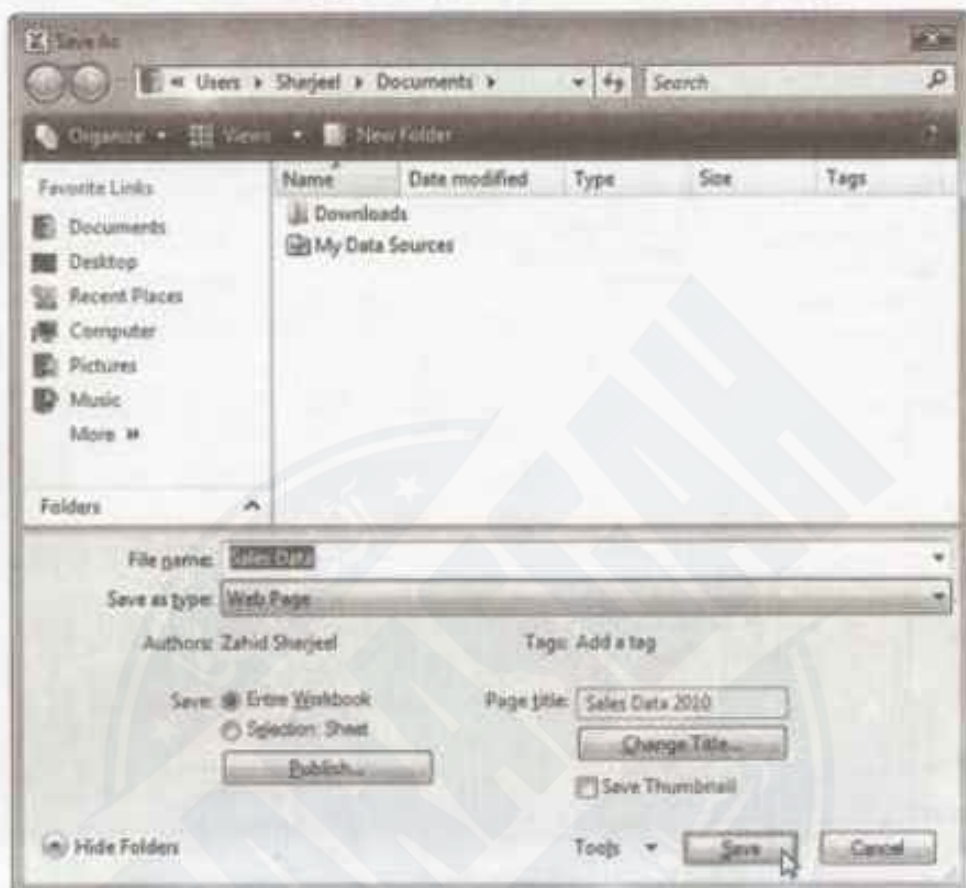 Save As
« Users ▸ Sharjeel ▸ Documents ▸ Search
Organize Views New Folder
Favorite Links
Documents
Desktop
Recent Places
Computer
Pictures
Music
More »
Folders
Name Date modified Type Size Tags
Downloads
My Data Sources
File name: Sales Data
Save as type: Web Page
Authors: Zahid Sharjeel Tags: Add a tag
Save: Entire Workbook
Selection: Sheet
Publish...
Page title: Sales Data 2010
Change Title...
Save Thumbnail
Hide Folders Tools Save Cancel